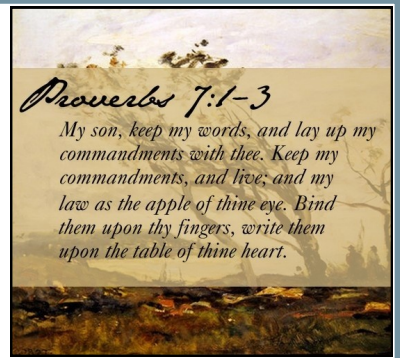 Proverbs 7:1-3
My son, keep my words, and lay up my
commandments with thee. Keep my
commandments, and live; and my
law as the apple of thine eye. Bind
them upon thy fingers, write them
upon the table of thine heart.